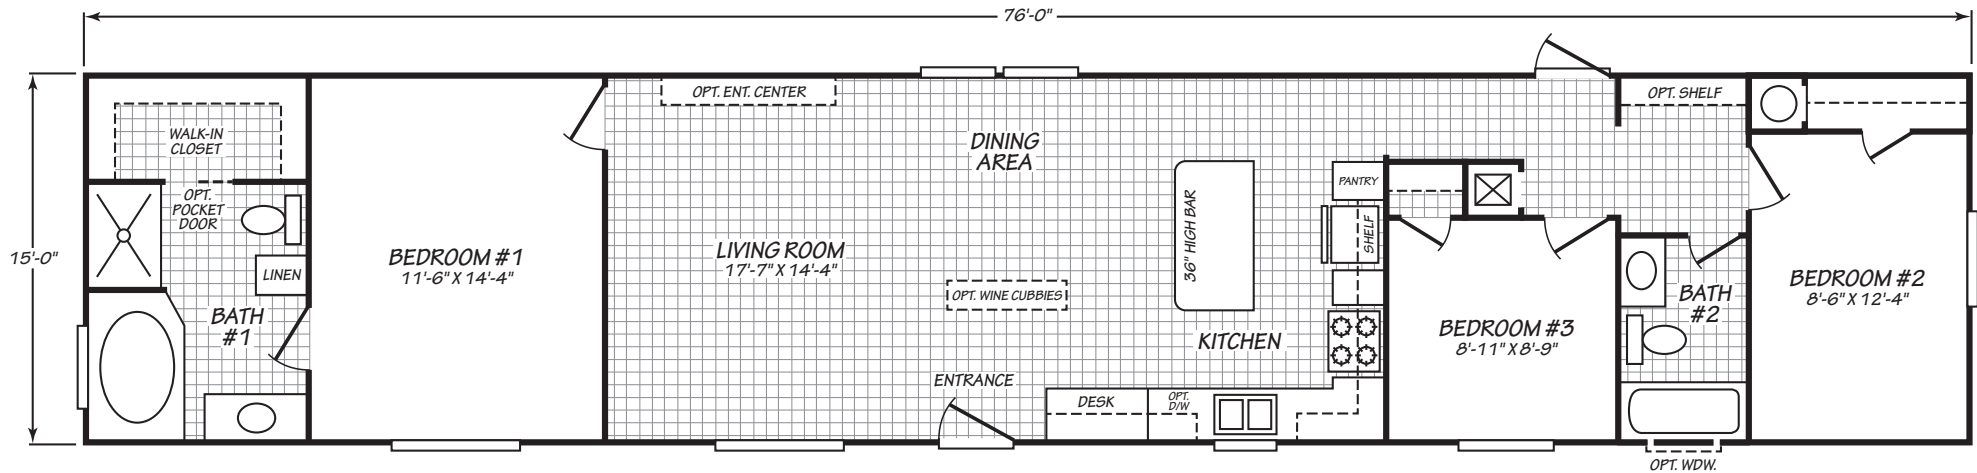 76'-0"
15'-0"
WALK-IN
CLOSET
OPT.
POCKET
DOOR
LINEN
BATH
#1
BEDROOM #1
11'-6" X 14'-4"
OPT. ENT. CENTER
LIVING ROOM
17'-7" X 14'-4"
DINING
AREA
OPT. WINE CUBBIES
ENTRANCE
36" HIGH BAR
KITCHEN
DESK
OPT.
D/W
PANTRY
SHELF
BEDROOM #3
8'-11" X 8'-9"
OPT. SHELF
BATH
#2
OPT. WDW.
BEDROOM #2
8'-6" X 12'-4"